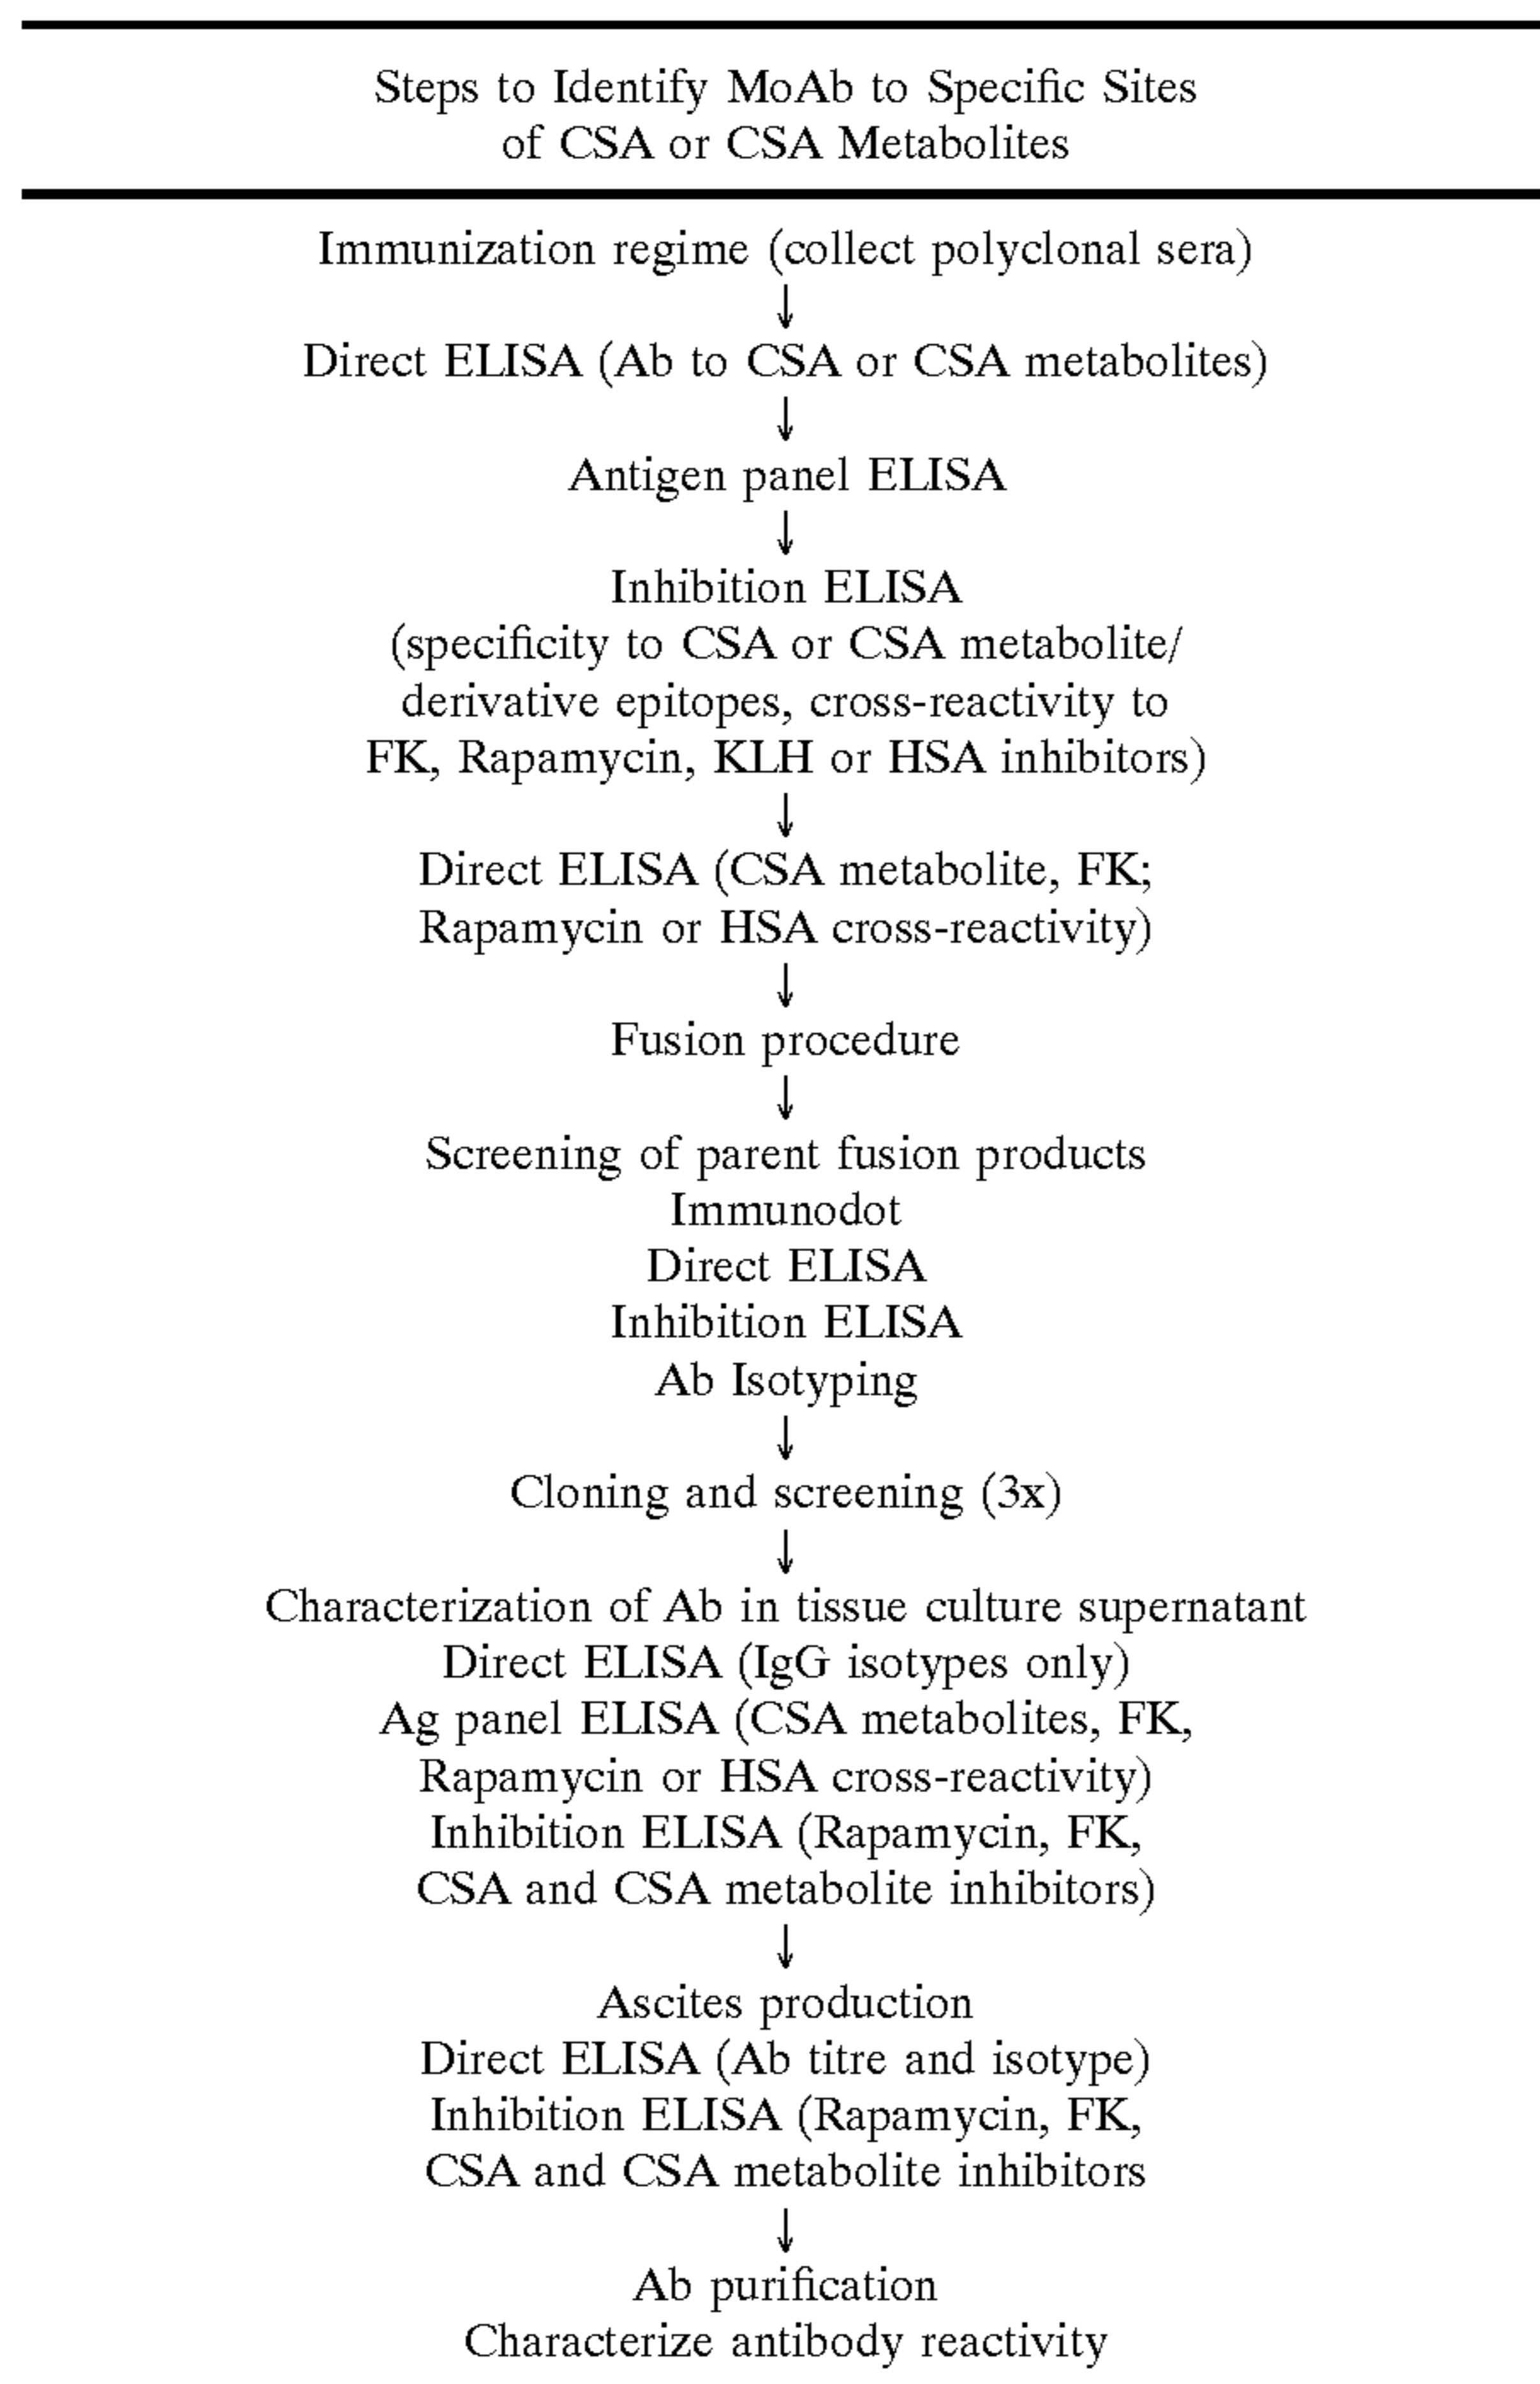 Steps to Identify MoAb to Specific Sites
of CSA or CSA Metabolites
Immunization regime (collect polyclonal sera)
↓
Direct ELISA (Ab to CSA or CSA metabolites)
↓
Antigen panel ELISA
↓
Inhibition ELISA
(specificity to CSA or CSA metabolite/
derivative epitopes, cross-reactivity to
FK, Rapamycin, KLH or HSA inhibitors)
↓
Direct ELISA (CSA metabolite, FK;
Rapamycin or HSA cross-reactivity)
↓
Fusion procedure
↓
Screening of parent fusion products
Immunodot
Direct ELISA
Inhibition ELISA
Ab Isotyping
↓
Cloning and screening (3x)
↓
Characterization of Ab in tissue culture supernatant
Direct ELISA (IgG isotypes only)
Ag panel ELISA (CSA metabolites, FK,
Rapamycin or HSA cross-reactivity)
Inhibition ELISA (Rapamycin, FK,
CSA and CSA metabolite inhibitors)
↓
Ascites production
Direct ELISA (Ab titre and isotype)
Inhibition ELISA (Rapamycin, FK,
CSA and CSA metabolite inhibitors
↓
Ab purification
Characterize antibody reactivity